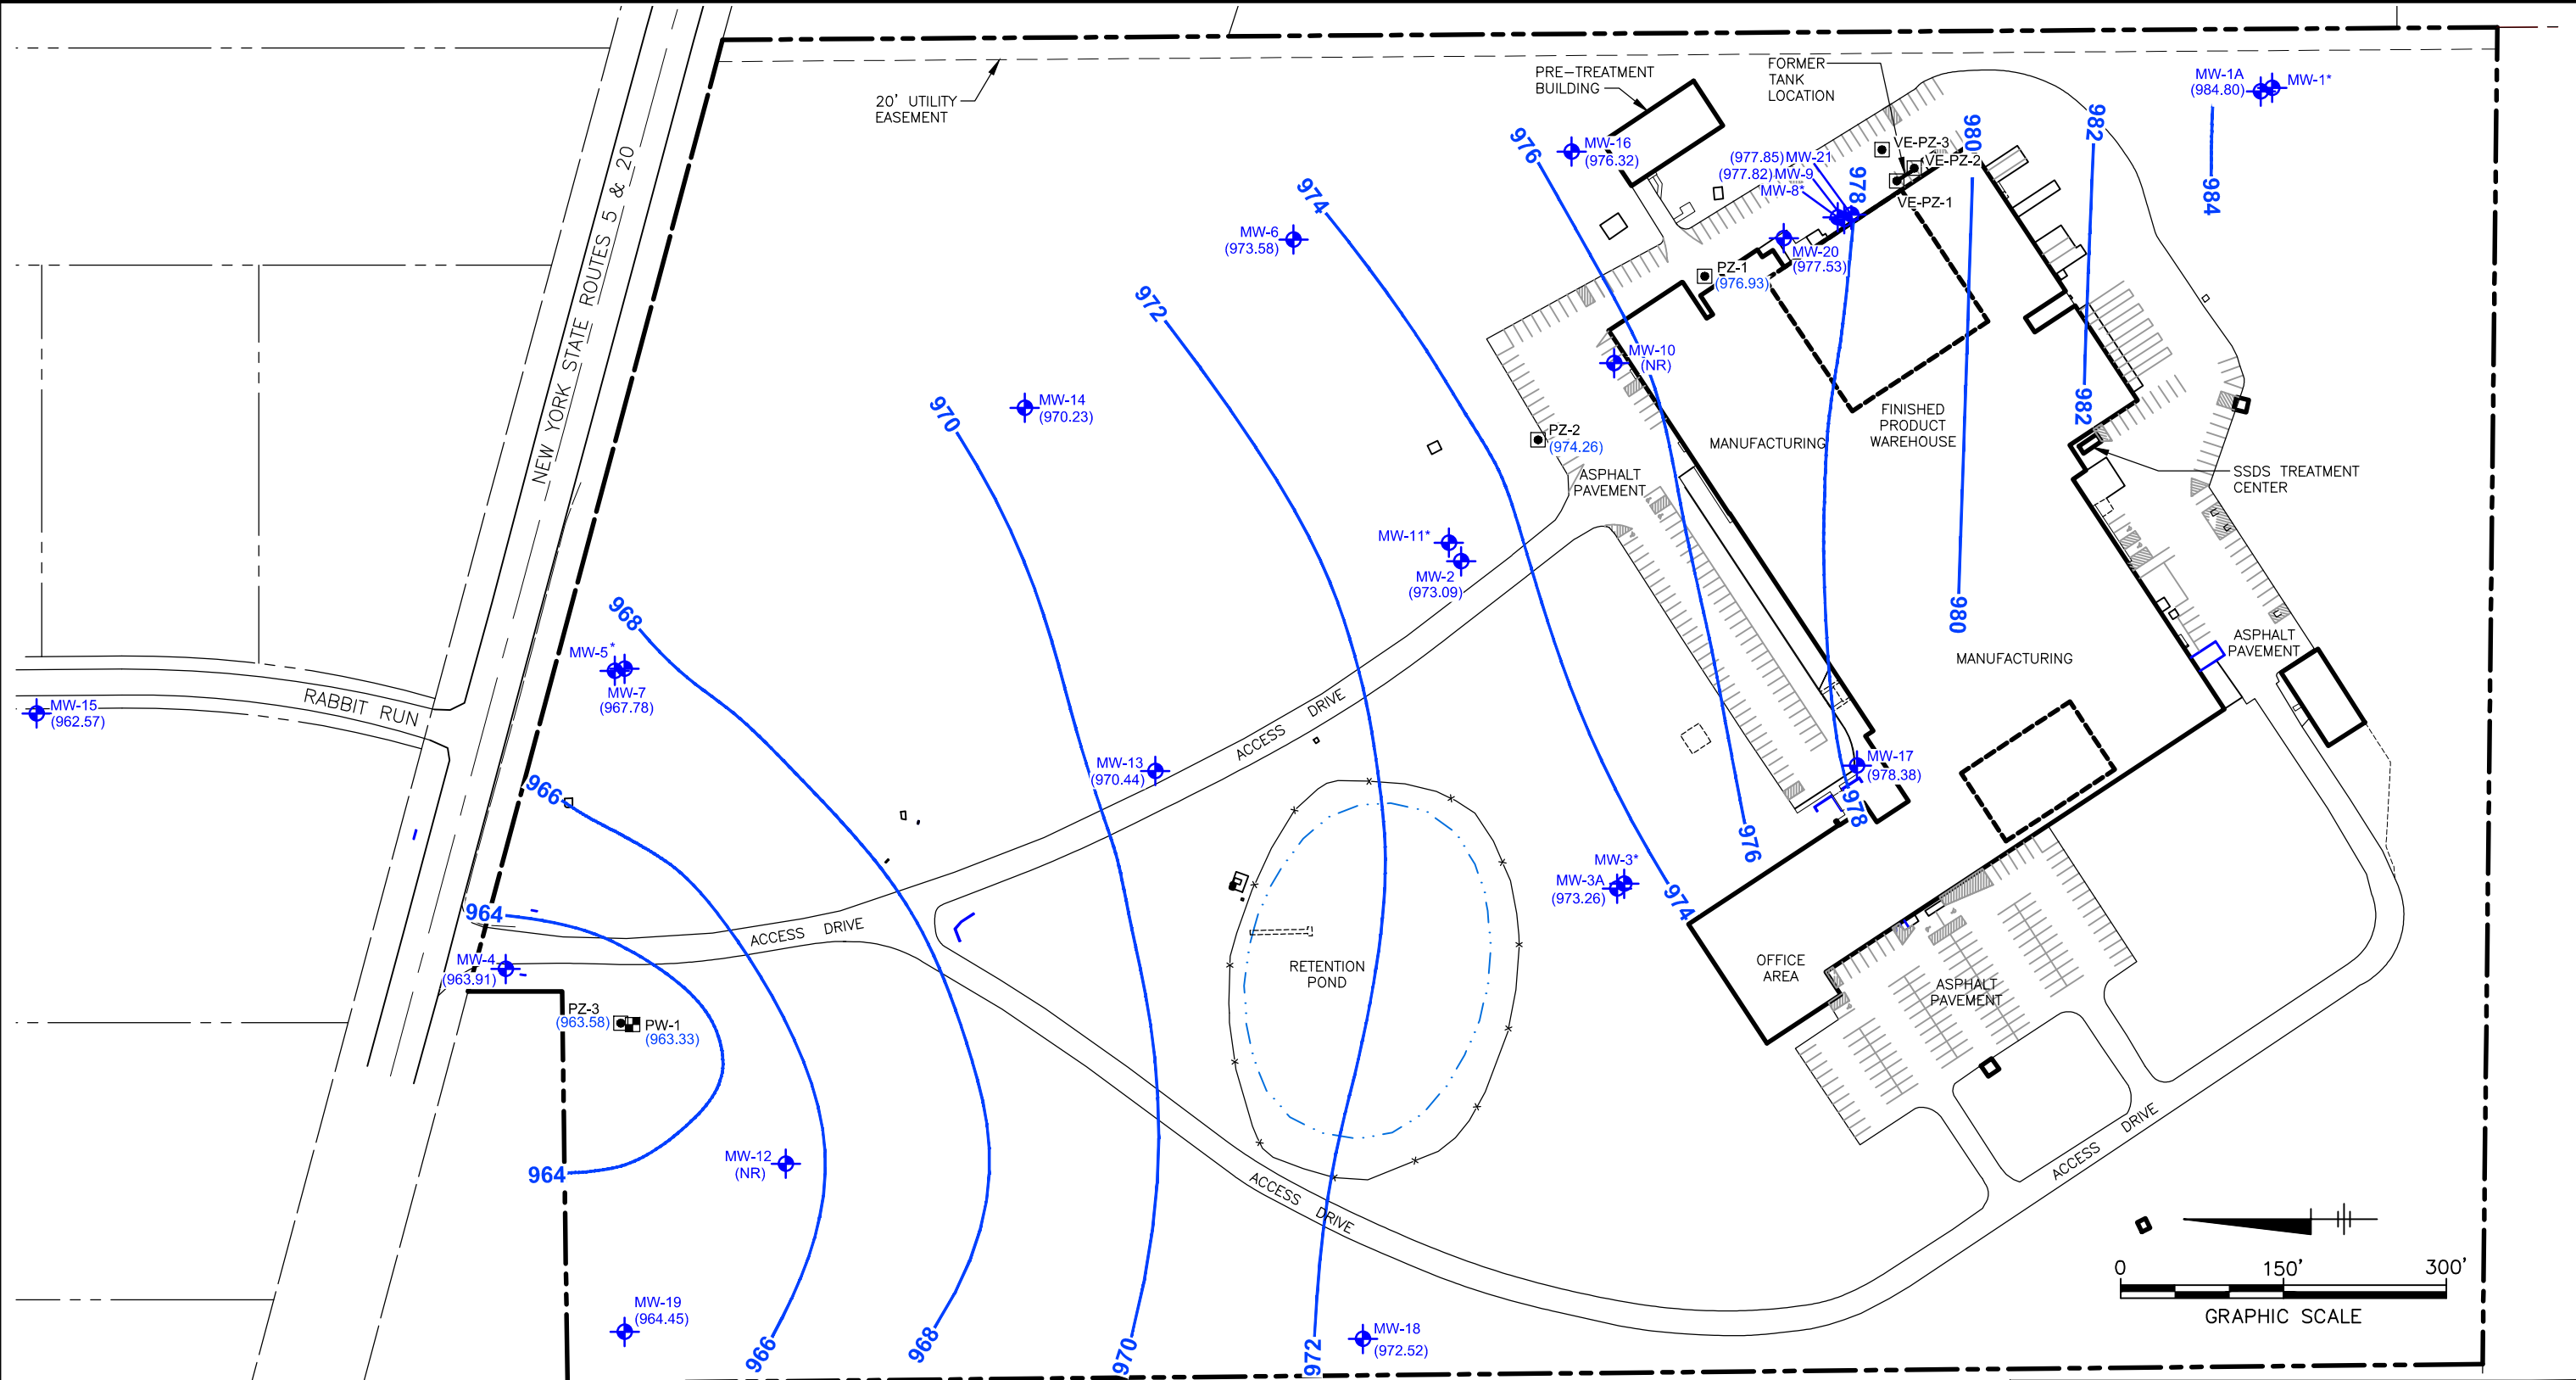 20' UTILITY
EASEMENT
PRE-TREATMENT
BUILDING
FORMER
TANK
LOCATION
MW-1A
(984.80)
MW-1*
NEW YORK STATE ROUTES 5 & 20
976
MW-16
(976.32)
VE-PZ-3
VE-PZ-2
VE-PZ-1
980
982
984
(977.85) MW-21
(977.82) MW-9
MW-8*
978
974
MW-6
(973.58)
MW-20
(977.53)
PZ-1
(976.93)
972
MW-10
(NR)
970
MW-14
(970.23)
982
PZ-2
(974.26)
MANUFACTURING
FINISHED
PRODUCT
WAREHOUSE
ASPHALT
PAVEMENT
SSDS TREATMENT
CENTER
MW-11*
MW-2
(973.09)
968
980
MW-5*
MW-7
(967.78)
ASPHALT
PAVEMENT
MANUFACTURING
MW-15
(962.57)
RABBIT RUN
ACCESS DRIVE
MW-13
(970.44)
MW-17
(978.38)
966
978
976
MW-3*
MW-3A
(973.26)
974
964
ACCESS DRIVE
MW-4
(963.91)
RETENTION
POND
OFFICE
AREA
ASPHALT
PAVEMENT
PZ-3
(963.58)
PW-1
(963.33)
MW-12
(NR)
964
ACCESS DRIVE
ACCESS DRIVE
MW-19
(964.45)
966
968
970
972
MW-18
(972.52)
0 150' 300'
GRAPHIC SCALE